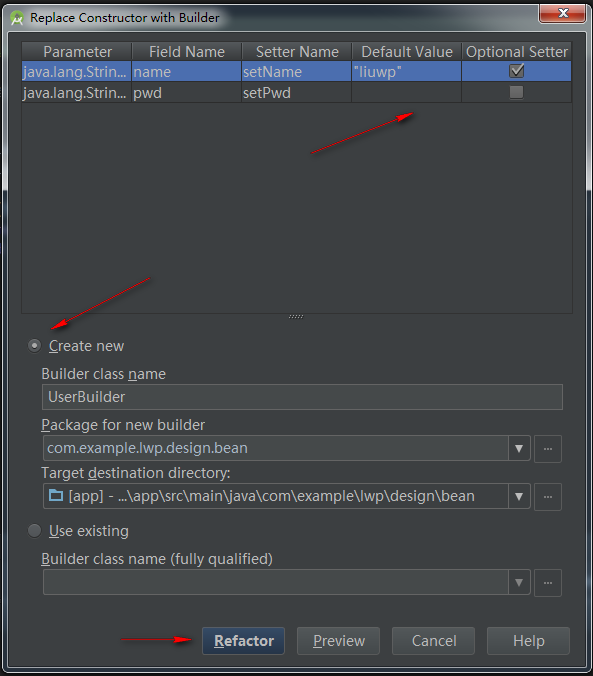 Replace Constructor with Builder
Parameter Field Name Setter Name Default Value Optional Setter
java.lang.Strin... name setName "liuwp"
java.lang.Strin... pwd setPwd
Create new
Builder class name
UserBuilder
Package for new builder
com.example.lwp.design.bean
...
Target destination directory:
[app] - ...\app\src\main\java\com\example\lwp\design\bean
...
Use existing
Builder class name (fully qualified)
...
Refactor Preview Cancel Help